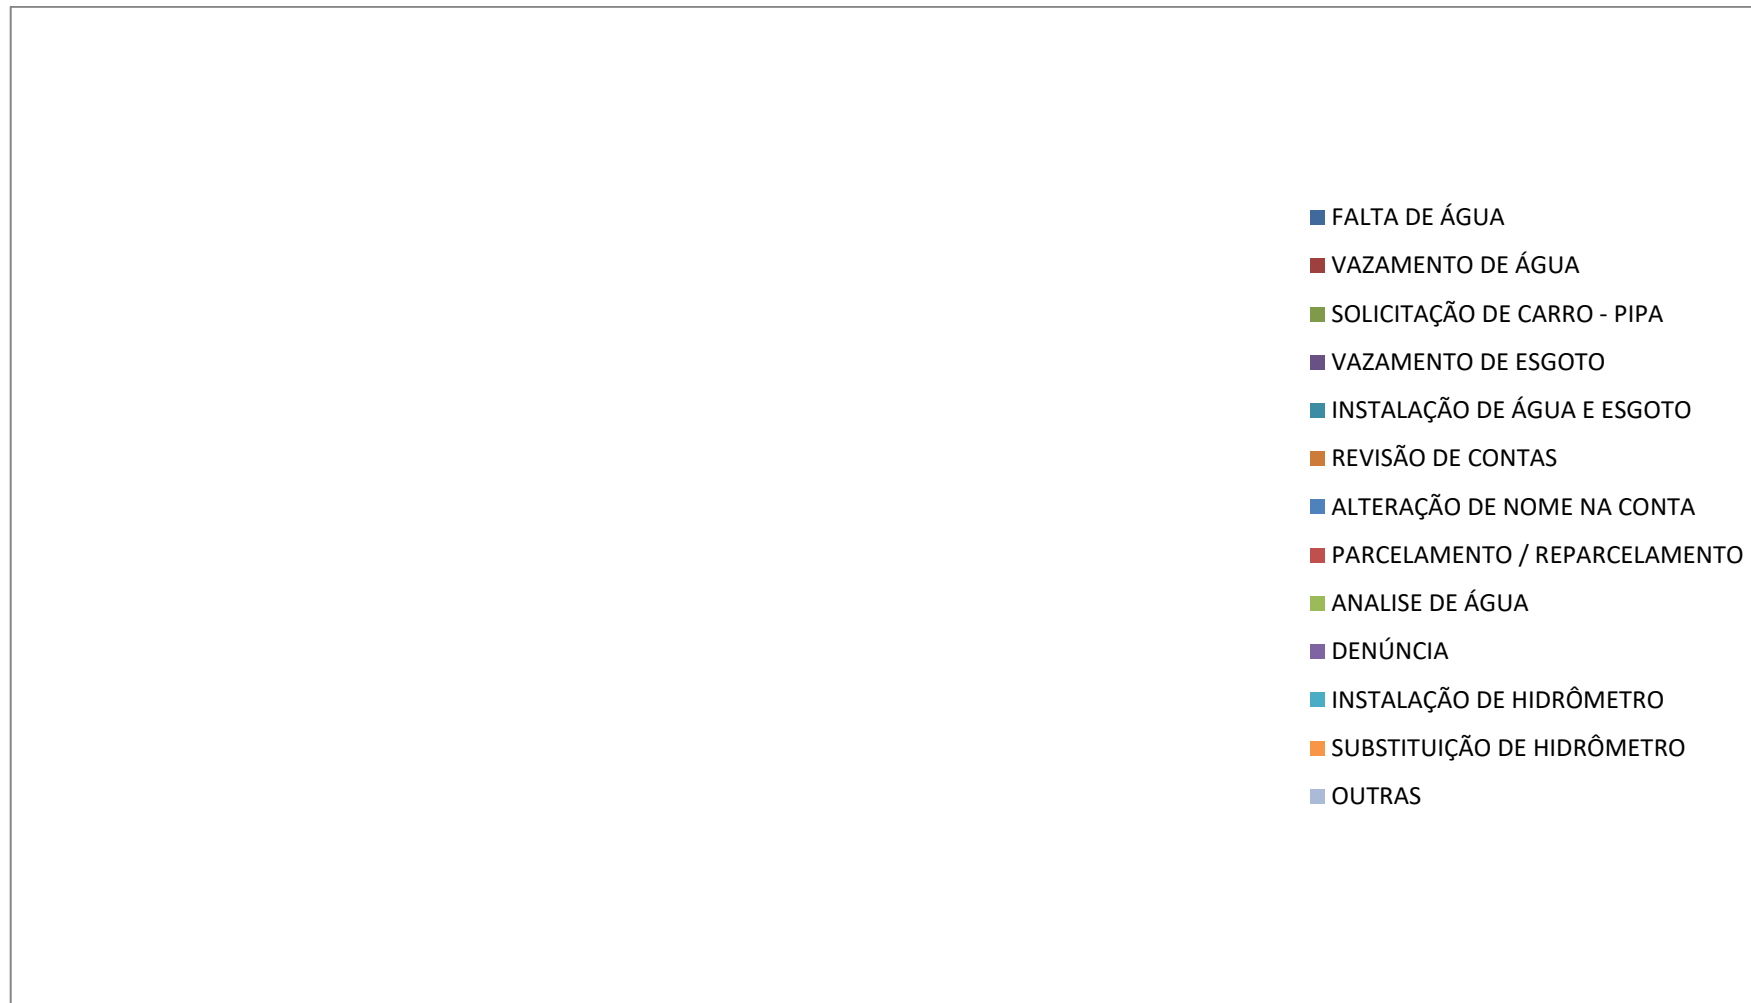 FALTA DE ÁGUA
VAZAMENTO DE ÁGUA
SOLICITAÇÃO DE CARRO - PIPA
VAZAMENTO DE ESGOTO
INSTALAÇÃO DE ÁGUA E ESGOTO
REVISÃO DE CONTAS
ALTERAÇÃO DE NOME NA CONTA
PARCELAMENTO / REPARCELAMENTO
ANALISE DE ÁGUA
DENÚNCIA
INSTALAÇÃO DE HIDRÔMETRO
SUBSTITUIÇÃO DE HIDRÔMETRO
OUTRAS